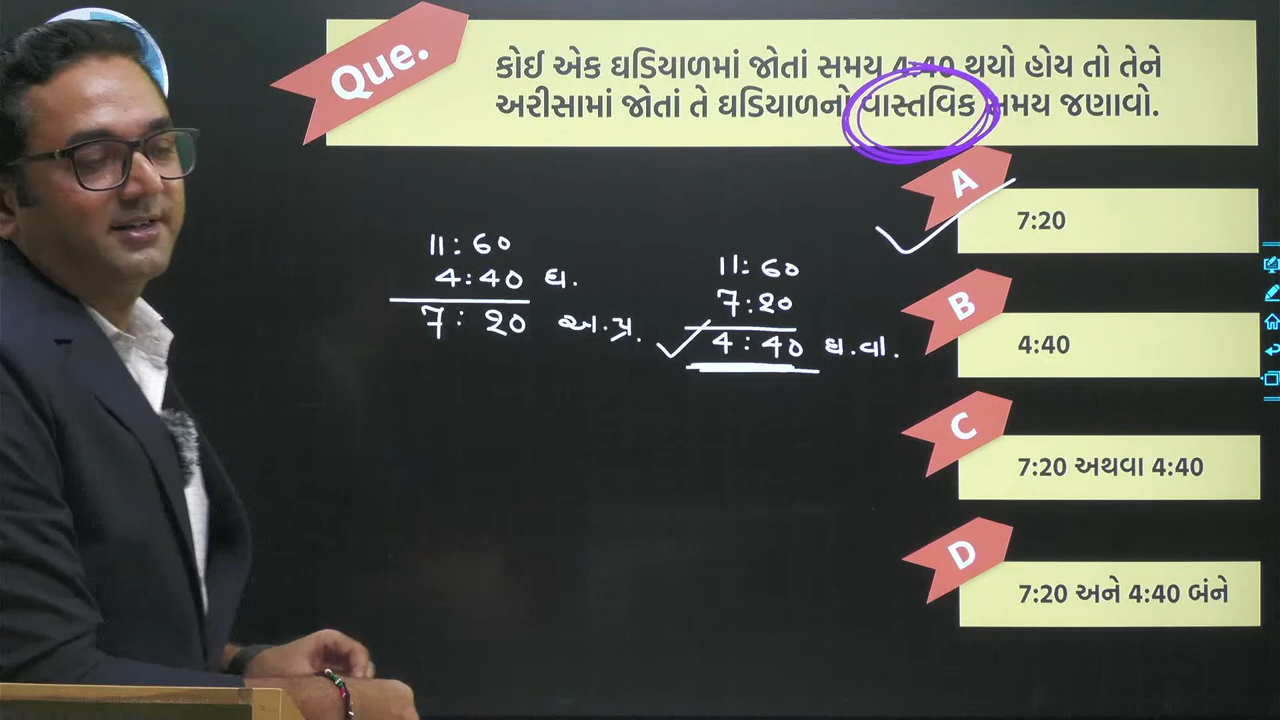 Que.
કોઈ એક ઘડિયાળમાં જોતાં સમય 4:40 થયો હોય તો તેને
અરીસામાં જોતાં તે ઘડિયાળનો વાસ્તવિક સમય જણાવો.
11:60
4:40 ઘ.
7:20 અ.પ્ર.
11:60
7:20
4:40 ઘ.વા.
A
7:20
B
4:40
C
7:20 અથવા 4:40
D
7:20 અને 4:40 બંને